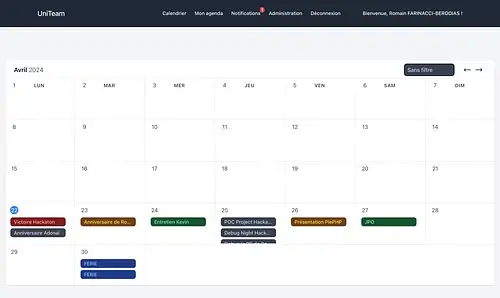 UniTeam
Calendrier Mon agenda Notifications Administration Déconnexion Bienvenue, Romain FARINACCI-BERODIAS !
Avril 2024
Sans filtre
← →
1 LUN 2 MAR 3 MER 4 JEU 5 VEN 6 SAM 7 DIM
8 9 10 11 12 13 14
15 16 17 18 19 20 21
22 23 24 25 26 27 28
Victoire Hackaton Anniversaire de Ro... Entretien Kevin POC Project Hacka... Présentation PiePHP JPO
Anniversaire Adonaï Debug Night Hack...
29 30
FERIE
FERIE